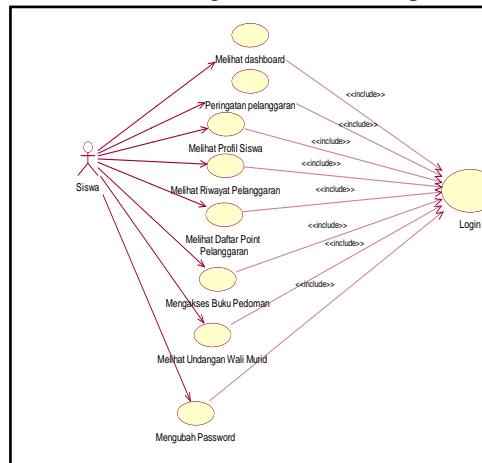 Melihat dashboard
<<include>>
Peringatan pelanggaran
<<include>>
<<include>>
Melihat Profil Siswa
<<include>>
Siswa
Melihat Riwayat Pelanggaran
<<include>>
Login
Melihat Daftar Point
Pelanggaran
<<include>>
<<include>>
Mengakses Buku Pedoman
<<include>>
Melihat Undangan Wali Murid
Mengubah Password